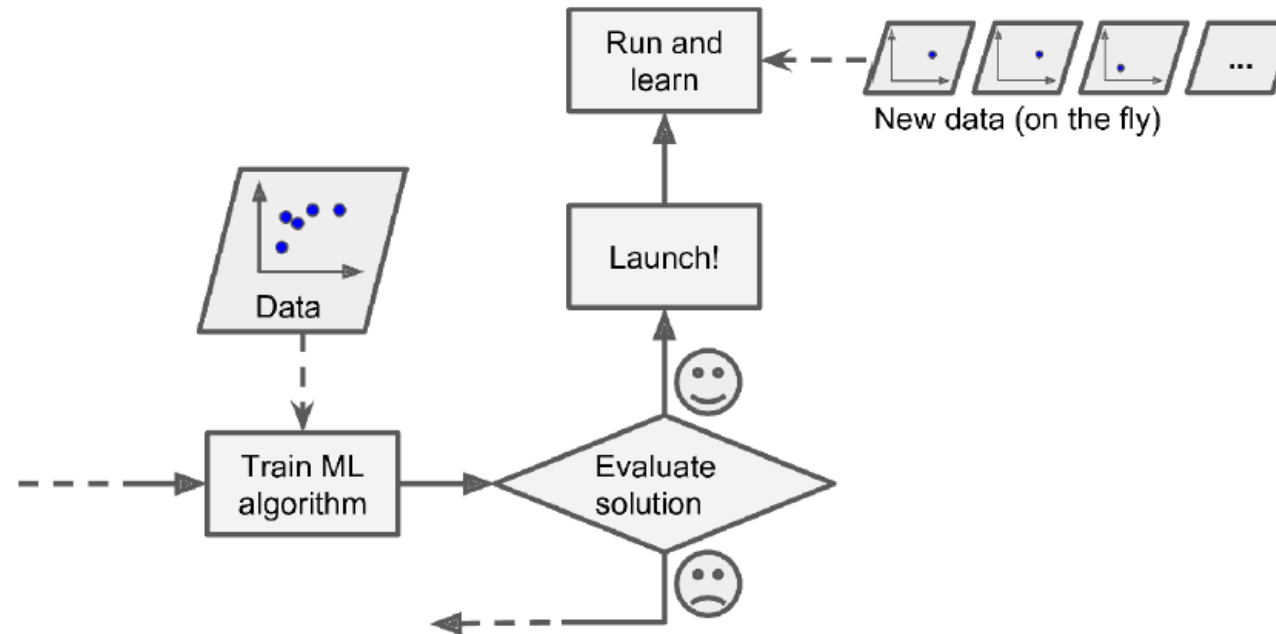 Run and
learn
...
New data (on the fly)
Launch!
Data
Train ML
algorithm
Evaluate
solution